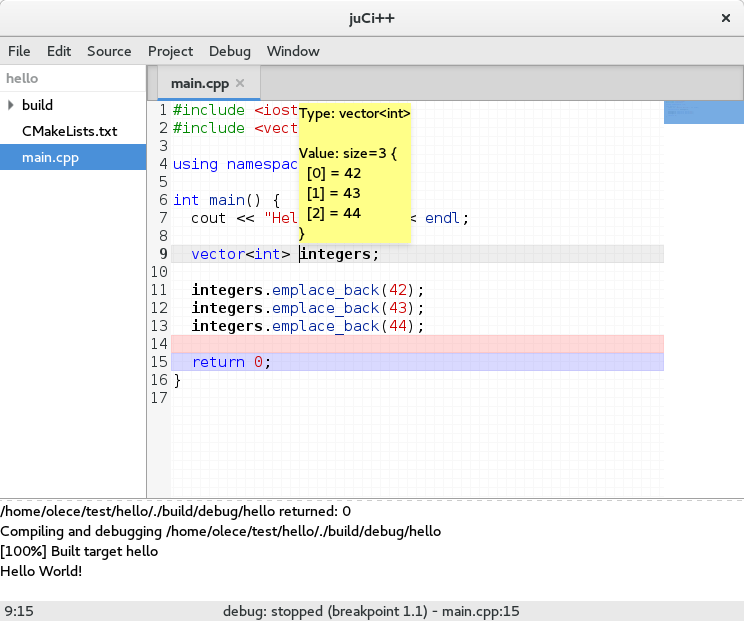 juCi++
×
File Edit Source Project Debug Window
hello
build
CMakeLists.txt
main.cpp
main.cpp ×
1 #include <iost
2 #include <vect
3
4 using namespac
5
6 int main() {
7 cout << "Hel < endl;
8
9 vector<int> integers;
10
11 integers.emplace_back(42);
12 integers.emplace_back(43);
13 integers.emplace_back(44);
14
15 return 0;
16 }
17
Type: vector<int>
Value: size=3 {
[0] = 42
[1] = 43
[2] = 44
}
/home/olece/test/hello/./build/debug/hello returned: 0
Compiling and debugging /home/olece/test/hello/./build/debug/hello
[100%] Built target hello
Hello World!
9:15 debug: stopped (breakpoint 1.1) - main.cpp:15